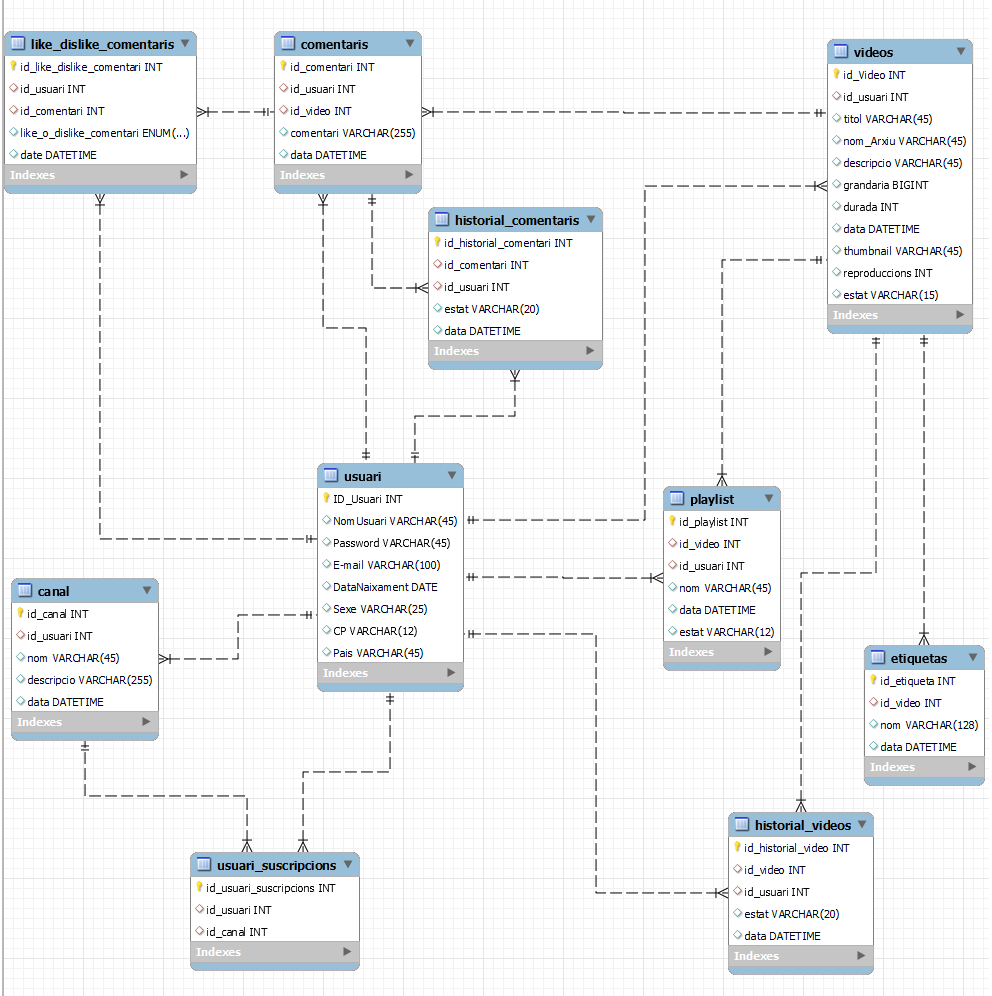 like_dislike_comentaris
id_like_dislike_comentari INT
id_usuari INT
id_comentari INT
like_o_dislike_comentari ENUM(...)
date DATETIME
Indexes
comentaris
id_comentari INT
id_usuari INT
id_video INT
comentari VARCHAR(255)
data DATETIME
Indexes
videos
id_Video INT
id_usuari INT
titol VARCHAR(45)
nom_Arxiu VARCHAR(45)
descripcio VARCHAR(45)
grandaria BIGINT
durada INT
data DATETIME
thumbnail VARCHAR(45)
reproduccions INT
estat VARCHAR(15)
Indexes
historial_comentaris
id_historial_comentari INT
id_comentari INT
id_usuari INT
estat VARCHAR(20)
data DATETIME
Indexes
usuari
ID_Usuari INT
NomUsuari VARCHAR(45)
Password VARCHAR(45)
E-mail VARCHAR(100)
DataNaixament DATE
Sexe VARCHAR(25)
CP VARCHAR(12)
Pais VARCHAR(45)
Indexes
playlist
id_playlist INT
id_video INT
id_usuari INT
nom VARCHAR(45)
data DATETIME
estat VARCHAR(12)
Indexes
canal
id_canal INT
id_usuari INT
nom VARCHAR(45)
descripcio VARCHAR(255)
data DATETIME
Indexes
etiquetas
id_etiqueta INT
id_video INT
nom VARCHAR(128)
data DATETIME
Indexes
usuari_suscripcions
id_usuari_suscripcions INT
id_usuari INT
id_canal INT
Indexes
historial_videos
id_historial_video INT
id_video INT
id_usuari INT
estat VARCHAR(20)
data DATETIME
Indexes